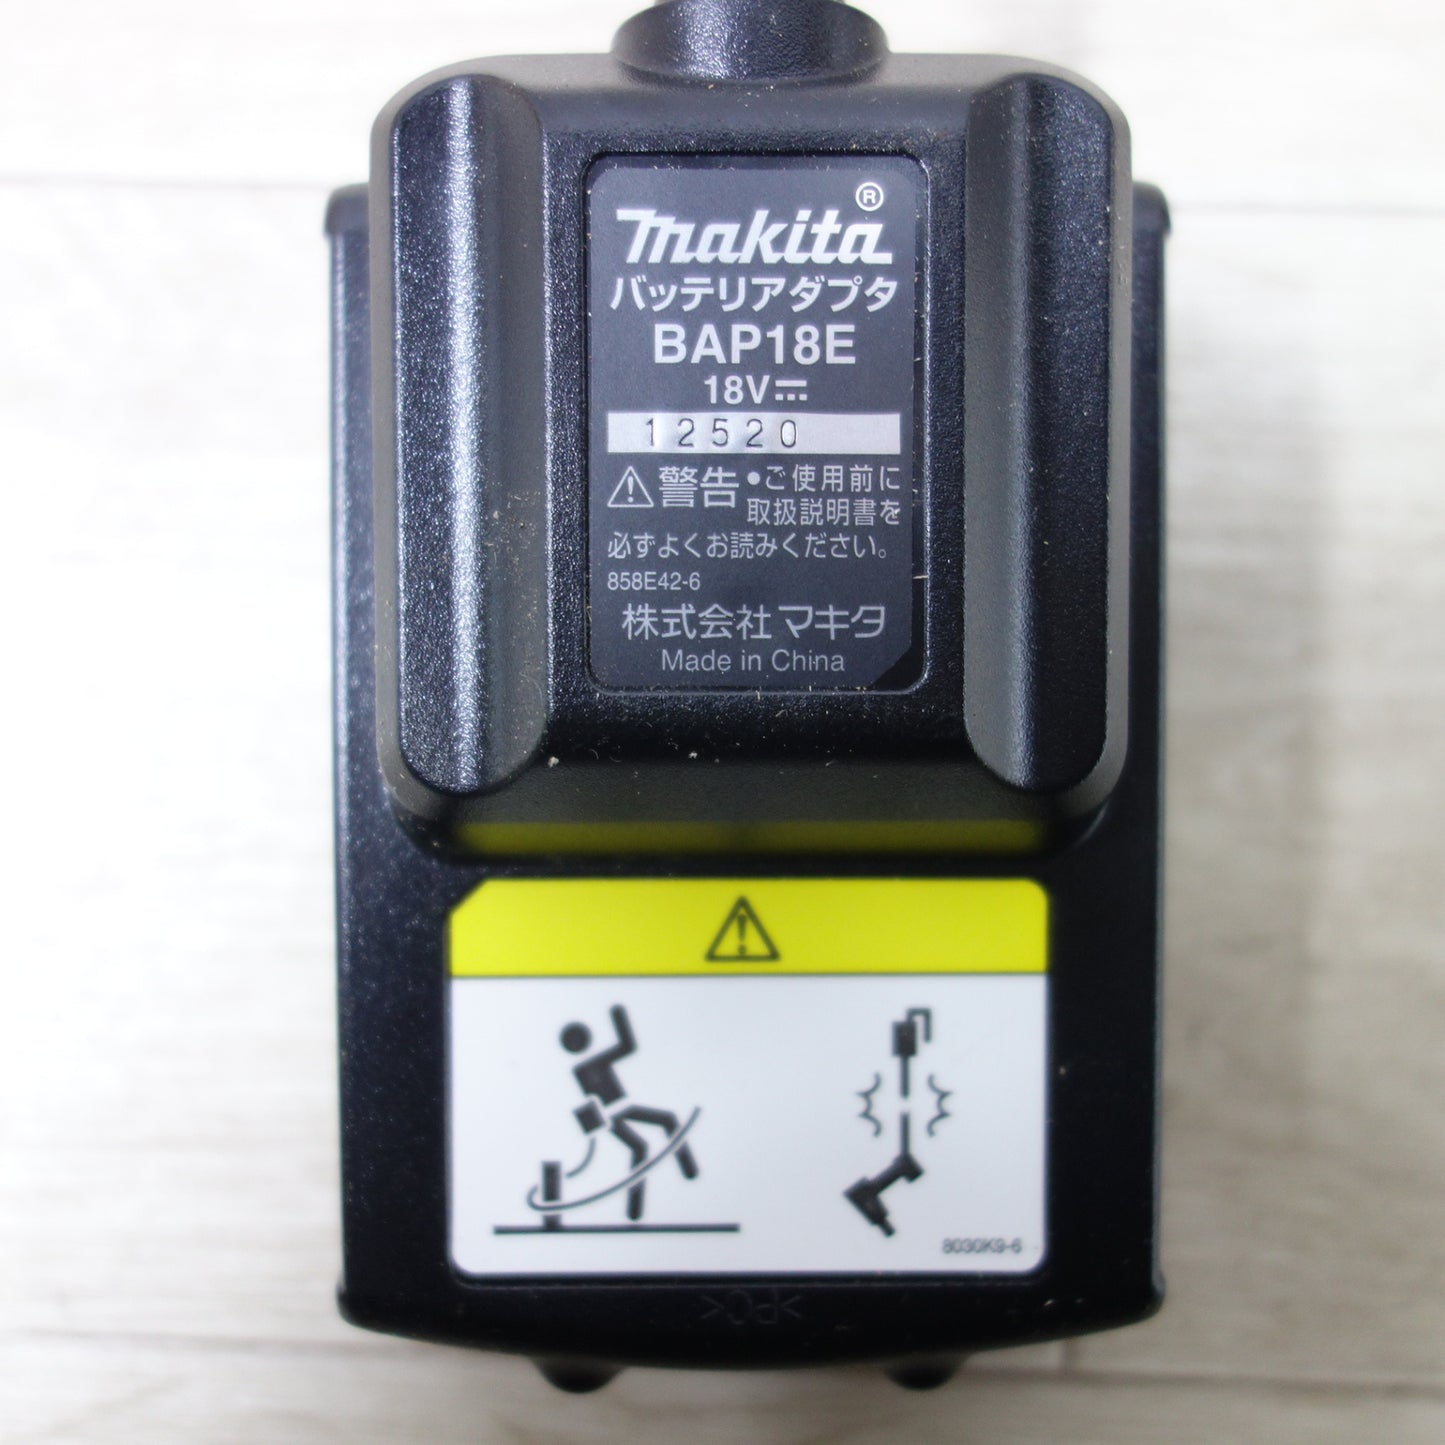 makita®
バッテリアダプタ
BAP18E
18V⎓
12520
⚠警告 •ご使用前に
取扱説明書を
必ずよくお読みください。
858E42-6
株式会社マキタ
Made in China
8030K9-6
>PC<